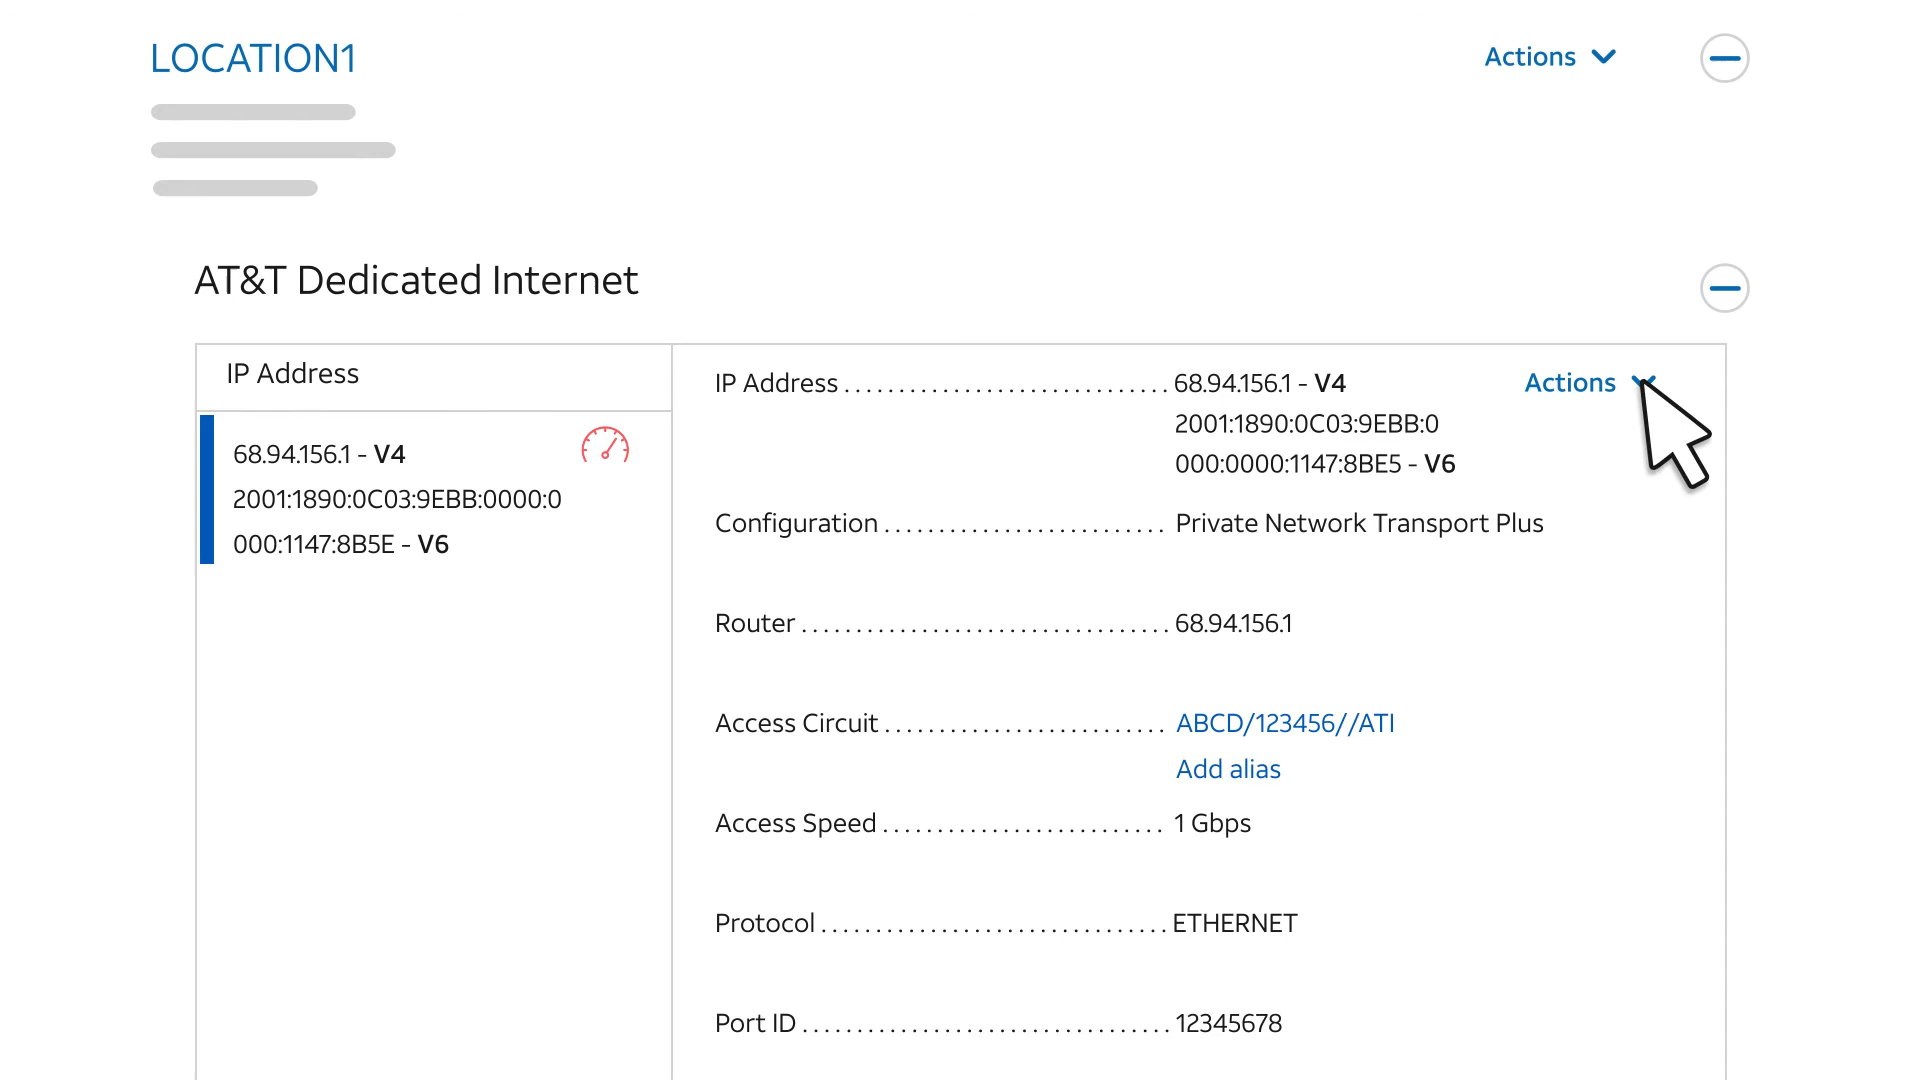 LOCATION1
Actions
AT&T Dedicated Internet
IP Address
68.94.156.1 - V4
2001:1890:0C03:9EBB:0000:0
000:1147:8B5E - V6
IP Address .............................. 68.94.156.1 - V4
Actions
2001:1890:0C03:9EBB:0
000:0000:1147:8BE5 - V6
Configuration .......................... Private Network Transport Plus
Router .................................. 68.94.156.1
Access Circuit .......................... ABCD/123456//ATI
Add alias
Access Speed .......................... 1 Gbps
Protocol ................................ ETHERNET
Port ID .................................. 12345678